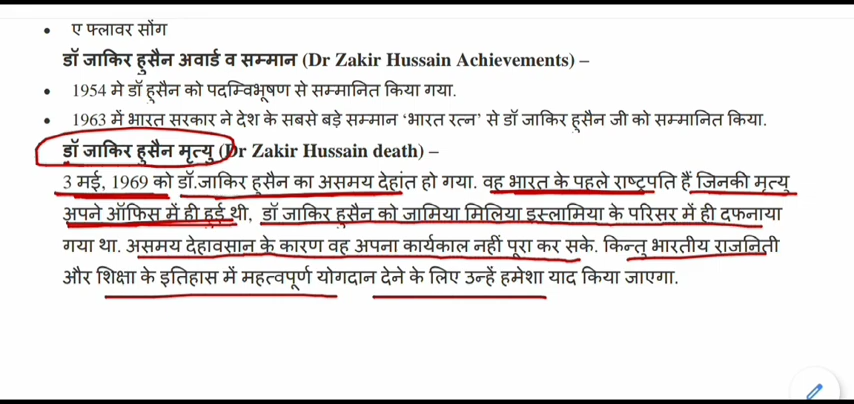 • ए फ्लावर सोंग
डॉ जाकिर हुसैन अवार्ड व सम्मान (Dr Zakir Hussain Achievements) –
• 1954 मे डॉ हुसैन को पदम्विभूषण से सम्मानित किया गया.
• 1963 में भारत सरकार ने देश के सबसे बड़े सम्मान ‘भारत रत्न’ से डॉ जाकिर हुसैन जी को सम्मानित किया.
डॉ जाकिर हुसैन मृत्यु (Dr Zakir Hussain death) –
3 मई, 1969 को डॉ.जाकिर हुसैन का असमय देहांत हो गया. वह भारत के पहले राष्ट्रपति हैं जिनकी मृत्यु
अपने ऑफिस में ही हुई थी, डॉ जाकिर हुसैन को जामिया मिलिया इस्लामिया के परिसर में ही दफनाया
गया था. असमय देहावसान के कारण वह अपना कार्यकाल नहीं पूरा कर सके. किन्तु भारतीय राजनिती
और शिक्षा के इतिहास में महत्वपूर्ण योगदान देने के लिए उन्हें हमेशा याद किया जाएगा.